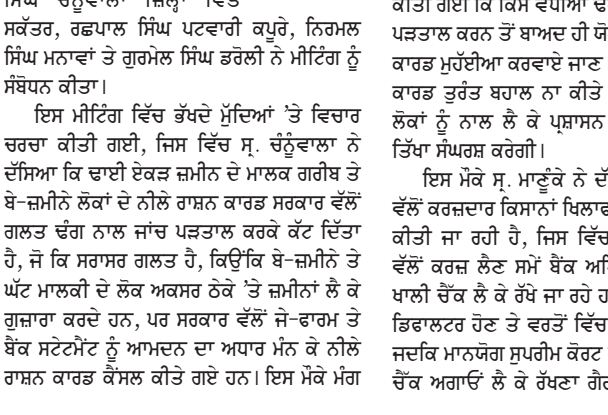 ਸਕੱਤਰ, ਰਛਪਾਲ ਸਿੰਘ ਪਟਵਾਰੀ ਕਪੂਰੇ, ਨਿਰਮਲ
ਸਿੰਘ ਮਨਾਵਾਂ ਤੇ ਗੁਰਮੇਲ ਸਿੰਘ ਡਰੋਲੀ ਨੇ ਮੀਟਿੰਗ ਨੂੰ
ਸੰਬੋਧਨ ਕੀਤਾ।
ਇਸ ਮੀਟਿੰਗ ਵਿੱਚ ਭੱਖਦੇ ਮੁੱਦਿਆਂ 'ਤੇ ਵਿਚਾਰ
ਚਰਚਾ ਕੀਤੀ ਗਈ, ਜਿਸ ਵਿੱਚ ਸ੍ਰ. ਚੰਨੂੰਵਾਲਾ ਨੇ
ਦੱਸਿਆ ਕਿ ਢਾਈ ਏਕੜ ਜ਼ਮੀਨ ਦੇ ਮਾਲਕ ਗਰੀਬ ਤੇ
ਬੇ-ਜ਼ਮੀਨੇ ਲੋਕਾਂ ਦੇ ਨੀਲੇ ਰਾਸ਼ਨ ਕਾਰਡ ਸਰਕਾਰ ਵੱਲੋਂ
ਗਲਤ ਢੰਗ ਨਾਲ ਜਾਂਚ ਪੜਤਾਲ ਕਰਕੇ ਕੱਟ ਦਿੱਤਾ
ਹੈ, ਜੋ ਕਿ ਸਰਾਸਰ ਗਲਤ ਹੈ, ਕਿਉਂਕਿ ਬੇ-ਜ਼ਮੀਨੇ ਤੇ
ਘੱਟ ਮਾਲਕੀ ਦੇ ਲੋਕ ਅਕਸਰ ਠੇਕੇ 'ਤੇ ਜ਼ਮੀਨਾਂ ਲੈ ਕੇ
ਗੁਜ਼ਾਰਾ ਕਰਦੇ ਹਨ, ਪਰ ਸਰਕਾਰ ਵੱਲੋਂ ਜੇ-ਫਾਰਮ ਤੇ
ਬੈਂਕ ਸਟੇਟਮੈਂਟ ਨੂੰ ਆਮਦਨ ਦਾ ਅਧਾਰ ਮੰਨ ਕੇ ਨੀਲੇ
ਰਾਸ਼ਨ ਕਾਰਡ ਕੈਂਸਲ ਕੀਤੇ ਗਏ ਹਨ। ਇਸ ਮੌਕੇ ਮੰਗ
ਕੀਤੀ ਗਈ ਕਿ ਕਿਸੇ ਵਧੀਆ
ਪੜਤਾਲ ਕਰਨ ਤੋਂ ਬਾਅਦ ਹੀ
ਕਾਰਡ ਮੁਹੱਈਆ ਕਰਵਾਏ ਜਾਣ
ਕਾਰਡ ਤੁਰੰਤ ਬਹਾਲ ਨਾ ਕੀਤੇ
ਲੋਕਾਂ ਨੂੰ ਨਾਲ ਲੈ ਕੇ ਪ੍ਰਸ਼ਾਸਨ
ਤਿੱਖਾ ਸੰਘਰਸ਼ ਕਰੇਗੀ।
ਇਸ ਮੌਕੇ ਸ੍ਰ. ਮਾਣੂੰਕੇ ਨੇ
ਵੱਲੋਂ ਕਰਜ਼ਦਾਰ ਕਿਸਾਨਾਂ
ਕੀਤੀ ਜਾ ਰਹੀ ਹੈ, ਜਿਸ ਵਿੱਚ
ਵੱਲੋਂ ਕਰਜ਼ ਲੈਣ ਸਮੇਂ ਬੈਂਕ
ਖਾਲੀ ਚੈੱਕ ਲੈ ਕੇ ਰੱਖੇ ਜਾ ਰਹੇ
ਡਿਫਾਲਟਰ ਹੋਣ ਤੇ ਵਰਤੋਂ ਵਿੱਚ
ਜਦਕਿ ਮਾਨਯੋਗ ਸੁਪਰੀਮ ਕੋਰਟ
ਚੈੱਕ ਅਗਾਓਂ ਲੈ ਕੇ ਰੱਖਣਾ